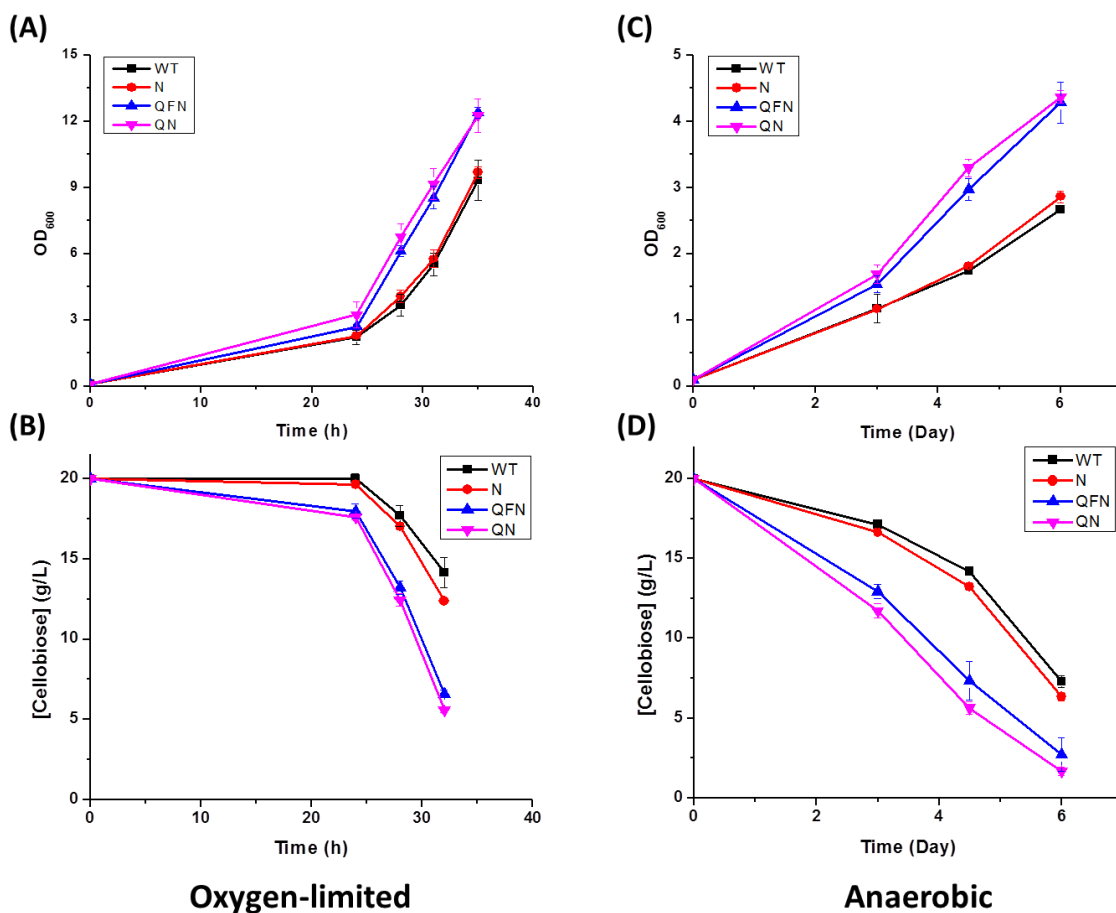 (A)
15
12
9
6
3
0
OD600
WT
N
QFN
QN
0 10 20 30 40
Time (h)
(C)
5
4
3
2
1
0
OD600
WT
N
QFN
QN
0 2 4 6
Time (Day)
(B)
20
15
10
5
0
[Cellobiose] (g/L)
WT
N
QFN
QN
0 10 20 30 40
Time (h)
(D)
20
15
10
5
0
[Cellobiose] (g/L)
WT
N
QFN
QN
0 2 4 6
Time (Day)
Oxygen-limited
Anaerobic